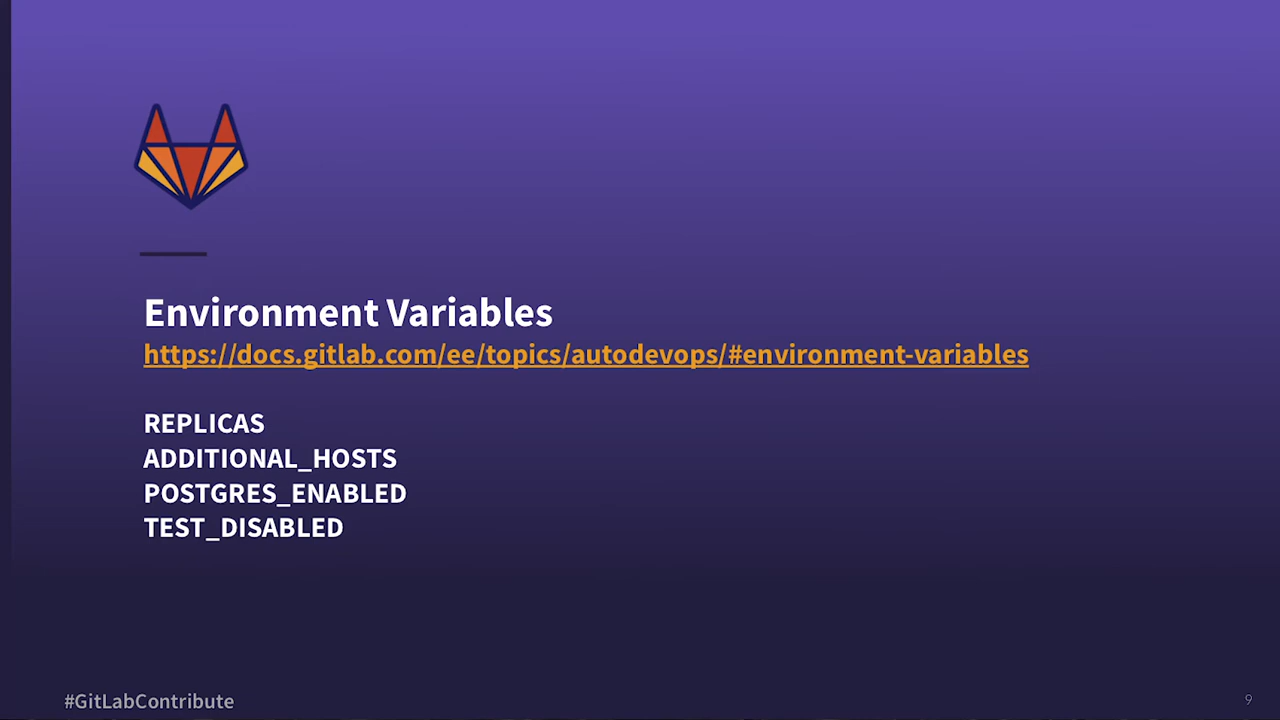 Environment Variables
https://docs.gitlab.com/ee/topics/autodevops/#environment-variables
REPLICAS
ADDITIONAL_HOSTS
POSTGRES_ENABLED
TEST_DISABLED
#GitLabContribute
9